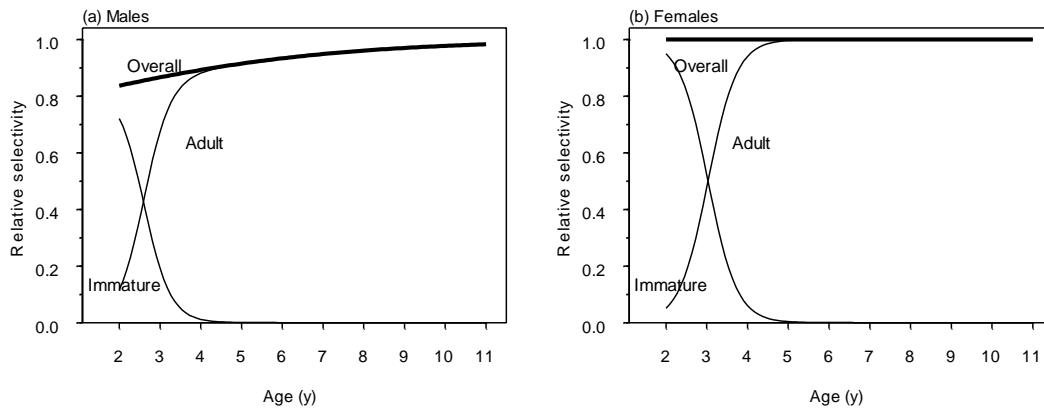 (a) Males
1.0
0.8
0.6
0.4
0.2
0.0
Relative selectivity
Overall
Adult
Immature
2 3 4 5 6 7 8 9 10 11
Age (y)
(b) Females
1.0
0.8
0.6
0.4
0.2
0.0
Relative selectivity
Overall
Adult
Immature
2 3 4 5 6 7 8 9 10 11
Age (y)